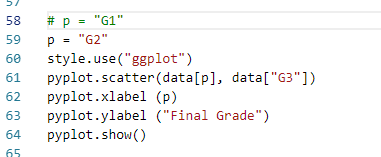 57
58 # p = "G1"
59 p = "G2"
60 style.use("ggplot")
61 pyplot.scatter(data[p], data["G3"])
62 pyplot.xlabel (p)
63 pyplot.ylabel ("Final Grade")
64 pyplot.show()
65